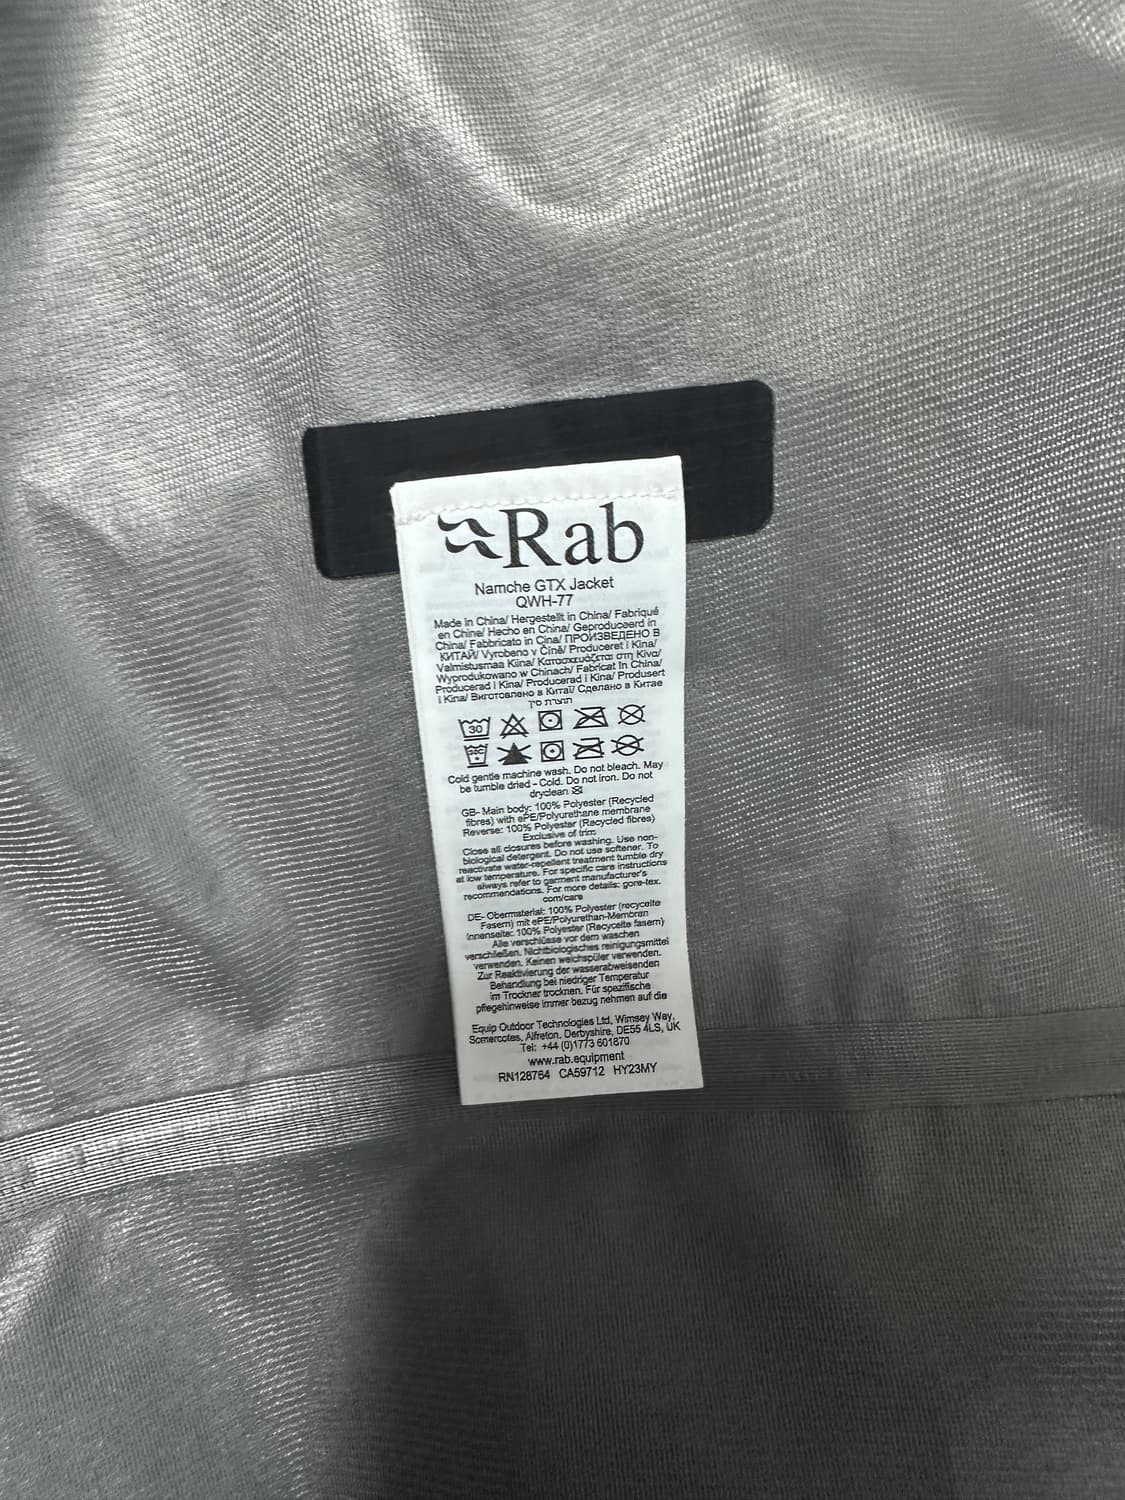 Rab
Namche GTX Jacket
QWH-77
Made in China/ Hergestellt in China/ Fabriqué
en Chine/ Hecho en China/ Geproduceerd in
China/ Fabbricato in Cina/ ПРОИЗВЕДЕНО В
КИТАЙ/ Vyrobeno v Číně/ Produceret i Kina/
Valmistusmaa Kiina/ Κατασκευάζεται στη Κίνα/
Wyprodukowano w Chinach/ Fabricat în China/
Producerad i Kina/ Producerad i Kina/ Produsert
i Kina/ Виготовлено в Китаї/ Сделано в Китае
תוצרת סין
30
30C
Cold gentle machine wash. Do not bleach. May
be tumble dried - Cold. Do not iron. Do not
dryclean
GB- Main body: 100% Polyester (Recycled
fibres) with ePE/Polyurethane membrane
Reverse: 100% Polyester (Recycled fibres)
Exclusive of trim
Close all closures before washing. Use non-
biological detergent. Do not use softener. To
reactivate water-repellent treatment tumble dry
at low temperature. For specific care instructions
always refer to garment manufacturer's
recommendations. For more details: gore-tex.
com/care
DE- Obermaterial: 100% Polyester (recycelte
Fasern) mit ePE/Polyurethan-Membran
Innenseite: 100% Polyester (Recycelte fasern)
Alle verschlüsse vor dem waschen
verschließen. Nichtbiologisches reinigungsmittel
verwenden. Keinen weichspüler verwenden.
Zur Reaktivierung der wasserabweisenden
Behandlung bei niedriger Temperatur
im Trockner trocknen. Für spezifische
pflegehinweise immer bezug nehmen auf die
Equip Outdoor Technologies Ltd, Wimsey Way,
Somercotes, Alfreton, Derbyshire, DE55 4LS, UK
Tel: +44 (0)1773 601870
www.rab.equipment
RN128764 CA59712 HY23MY